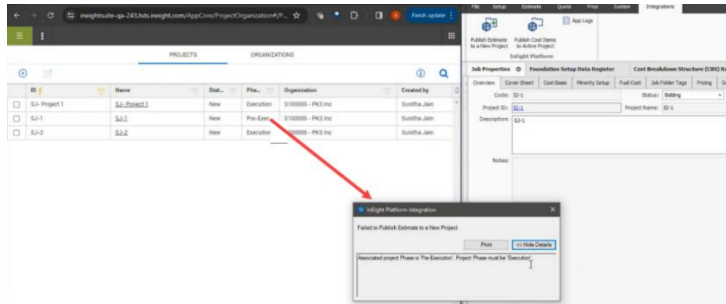 ineightsuite-qa-243.hds.ineight.com/AppCore/ProjectOrganization#/P...
Finish update
PROJECTS
ORGANIZATIONS
ID
Name
Stat...
Pha...
Organization
Created by
SJ- Project 1
SJ- Project 1
New
Execution
S100000 - PKS Inc
Sunitha Jain
SJ-1
SJ-1
New
Pre-Exec...
S100000 - PKS Inc
Sunitha Jain
SJ-2
SJ-2
New
Execution
S100000 - PKS Inc
Sunitha Jain
File
Setup
Estimate
Quote
Price
System
Integrations
Publish Estimate
to a New Project
Publish Cost Items
to Active Project
App Logs
InEight Platform
Job Properties
Foundation Setup Data Register
Cost Breakdown Structure (CBS) Re
Overview
Cover Sheet
Cost Basis
Minority Setup
Fuel Cost
Job Folder Tags
Pricing
Code: SJ-1
Status: Bidding
Project ID: SJ-1
Project Name: SJ-1
Description: SJ-1
Notes:
InEight Platform Integration
Failed to Publish Estimate to a New Project
Print
<< Hide Details
Associated project Phase is 'Pre-Execution'. Project Phase must be 'Execution'.